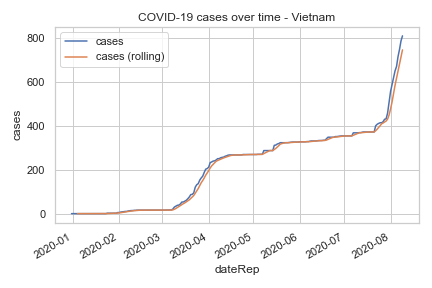 COVID-19 cases over time - Vietnam
cases
cases (rolling)
800
600
400
200
0
cases
2020-01
2020-02
2020-03
2020-04
2020-05
2020-06
2020-07
2020-08
dateRep